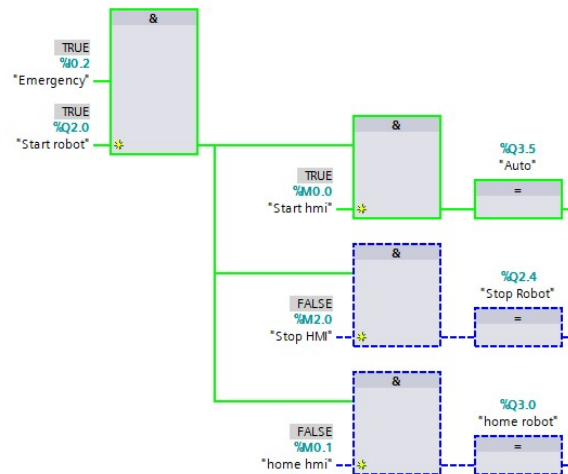 &
TRUE
%I0.2
"Emergency"
TRUE
%Q2.0
"Start robot"
&
TRUE
%M0.0
"Start hmi"
%Q3.5
"Auto"
=
&
FALSE
%M2.0
"Stop HMI"
%Q2.4
"Stop Robot"
=
&
FALSE
%M0.1
"home hmi"
%Q3.0
"home robot"
=